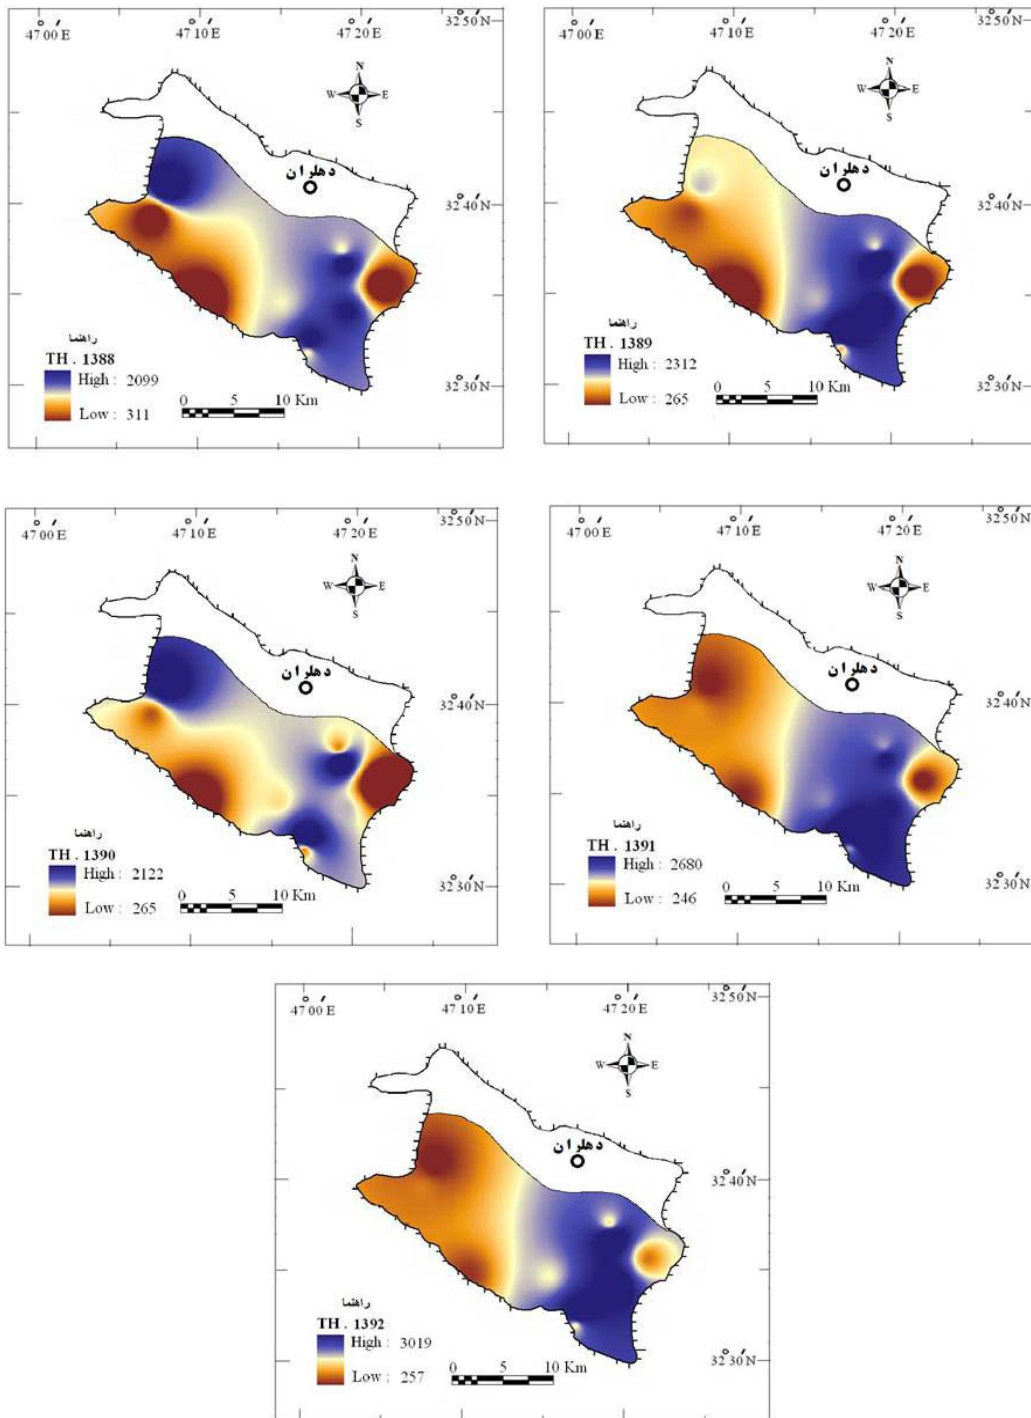 47 00 E
47 10 E
47 20 E
32 50 N
N
W E
S
دهلران
32 40 N
راهنما
TH . 1388
High : 2099
Low : 311
0 5 10 Km
32 30 N
47 00 E
47 10 E
47 20 E
32 50 N
N
W E
S
دهلران
32 40 N
راهنما
TH . 1389
High : 2312
Low : 265
0 5 10 Km
32 30 N
47 00 E
47 10 E
47 20 E
32 50 N
N
W E
S
دهلران
32 40 N
راهنما
TH . 1390
High : 2122
Low : 265
0 5 10 Km
32 30 N
47 00 E
47 10 E
47 20 E
32 50 N
N
W E
S
دهلران
32 40 N
راهنما
TH . 1391
High : 2680
Low : 246
0 5 10 Km
32 30 N
47 00 E
47 10 E
47 20 E
32 50 N
N
W E
S
دهلران
32 40 N
راهنما
TH . 1392
High : 3019
Low : 257
0 5 10 Km
32 30 N